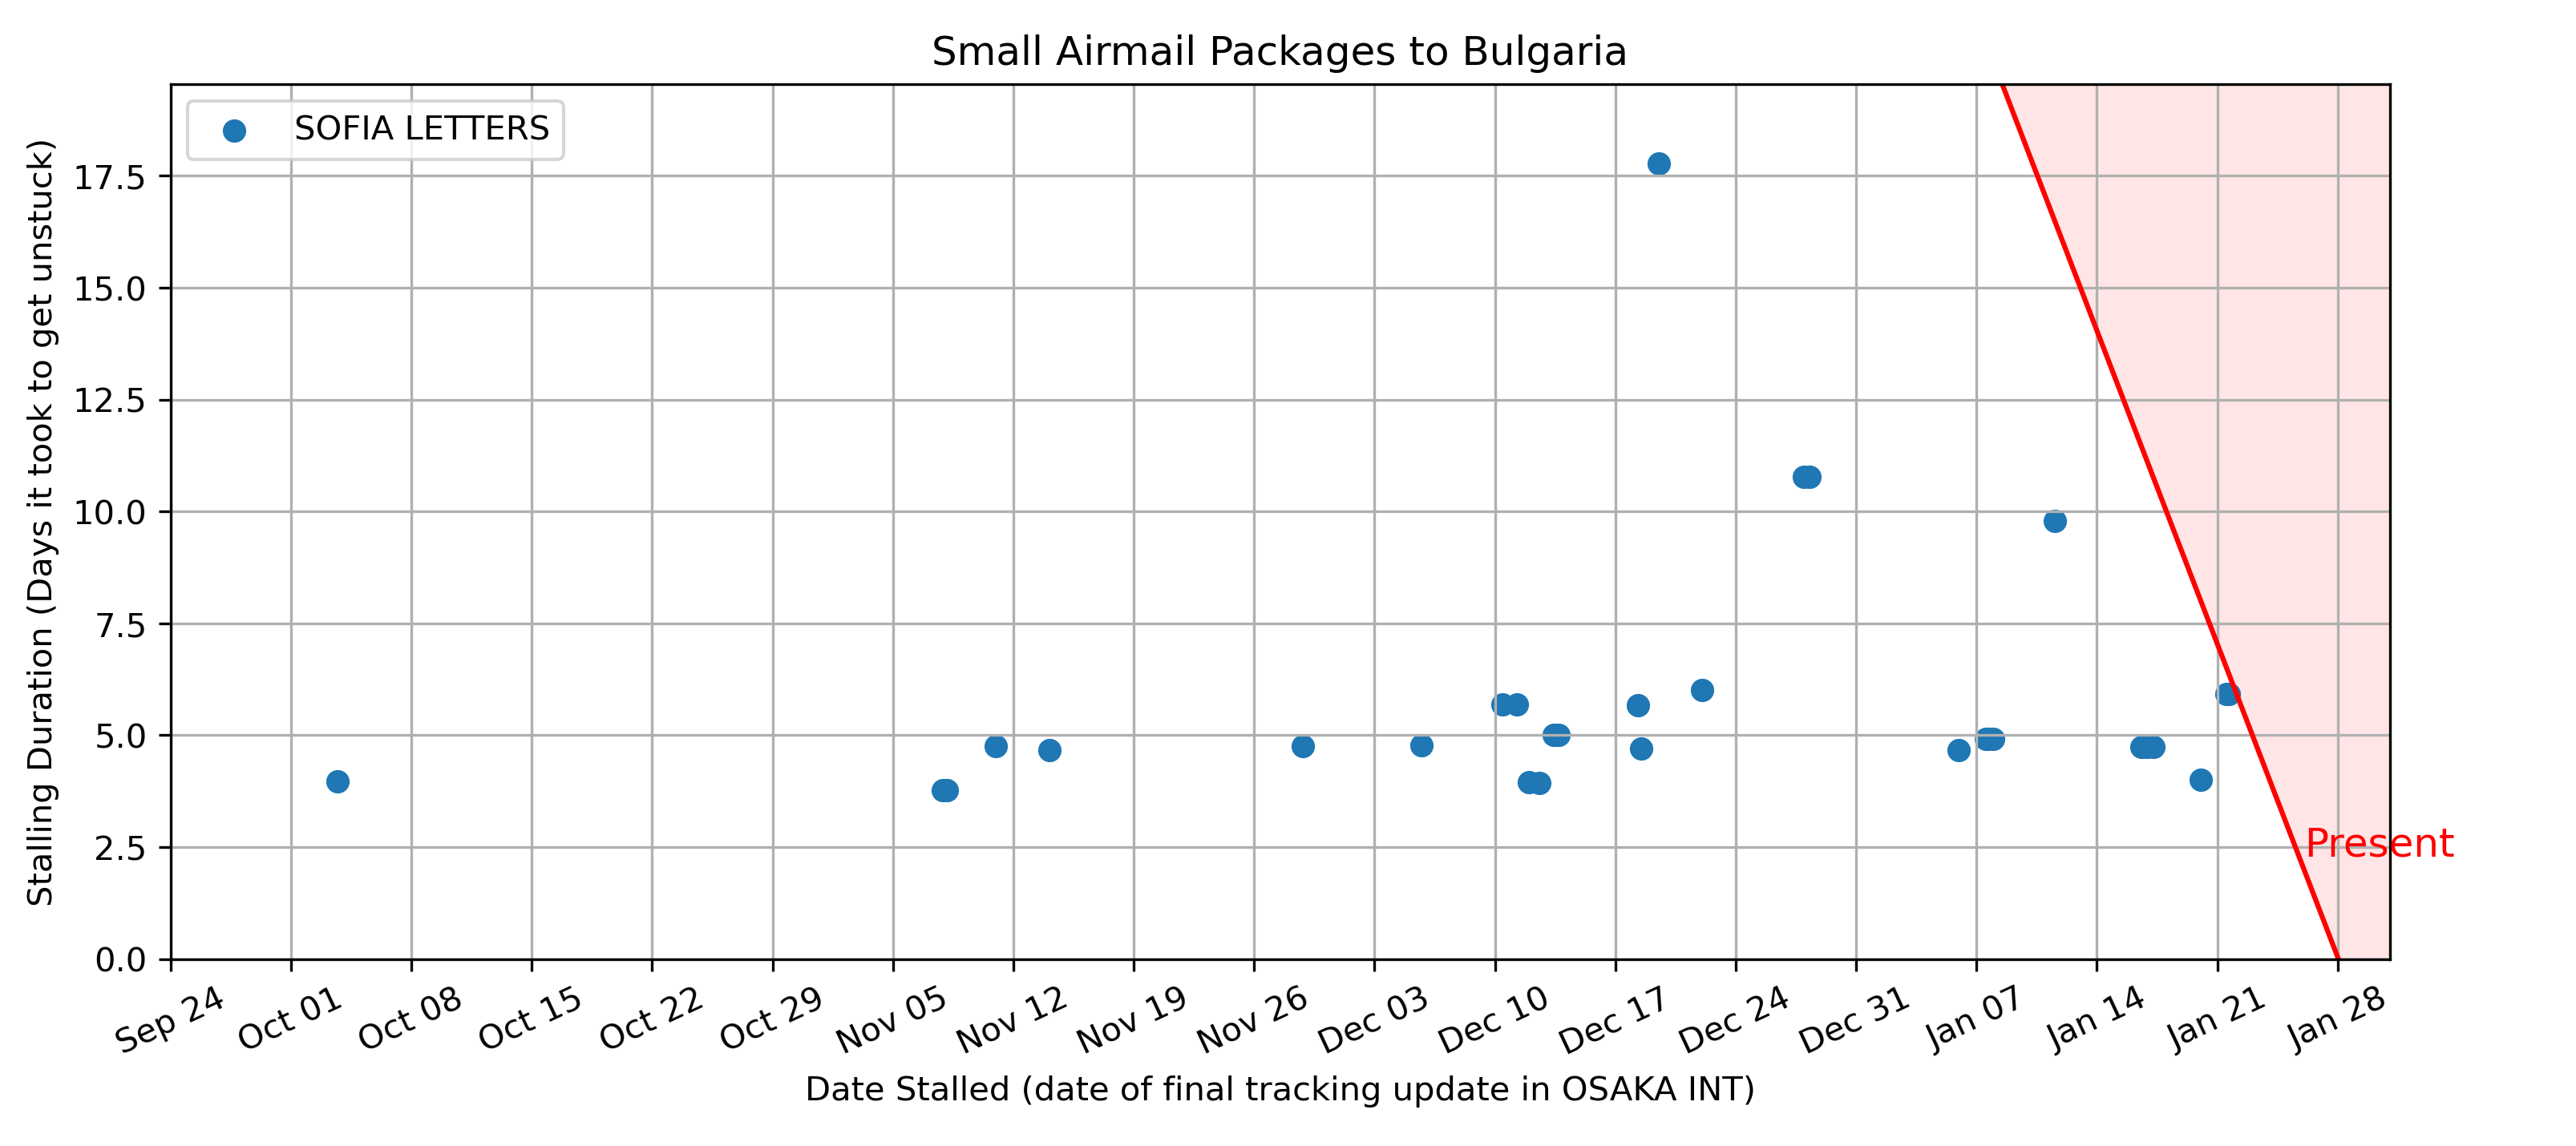 Small Airmail Packages to Bulgaria
SOFIA LETTERS
Stalling Duration (Days it took to get unstuck)
17.5
15.0
12.5
10.0
7.5
5.0
2.5
0.0
Present
Sep 24
Oct 01
Oct 08
Oct 15
Oct 22
Oct 29
Nov 05
Nov 12
Nov 19
Nov 26
Dec 03
Dec 10
Dec 17
Dec 24
Dec 31
Jan 07
Jan 14
Jan 21
Jan 28
Date Stalled (date of final tracking update in OSAKA INT)